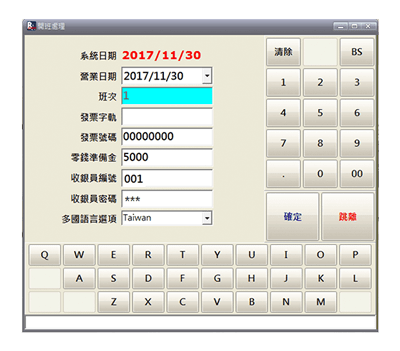 開班處理
系統日期 2017/11/30
營業日期 2017/11/30
班次 1
發票字軌
發票號碼 00000000
零錢準備金 5000
收銀員編號 001
收銀員密碼 ***
多國語言選項 Taiwan
清除 BS
1 2 3
4 5 6
7 8 9
. 0 00
確定 跳離
Q W E R T Y U I O P
A S D F G H J K L
Z X C V B N M